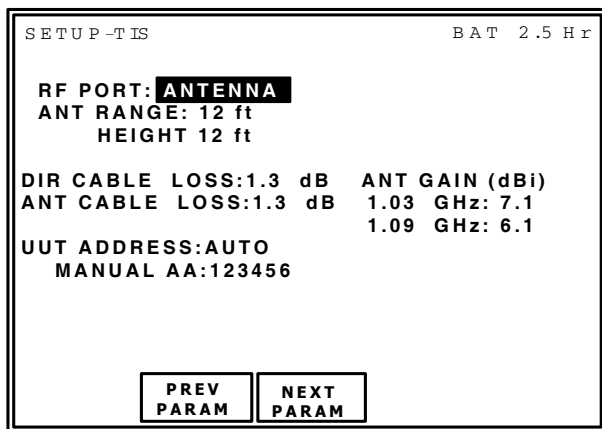 SETUP-TIS BAT 2.5 Hr
RF PORT: ANTENNA
ANT RANGE: 12 ft
HEIGHT 12 ft
DIR CABLE LOSS:1.3 dB ANT GAIN (dBi)
ANT CABLE LOSS:1.3 dB 1.03 GHz: 7.1
1.09 GHz: 6.1
UUT ADDRESS:AUTO
MANUAL AA:123456
PREV PARAM
NEXT PARAM